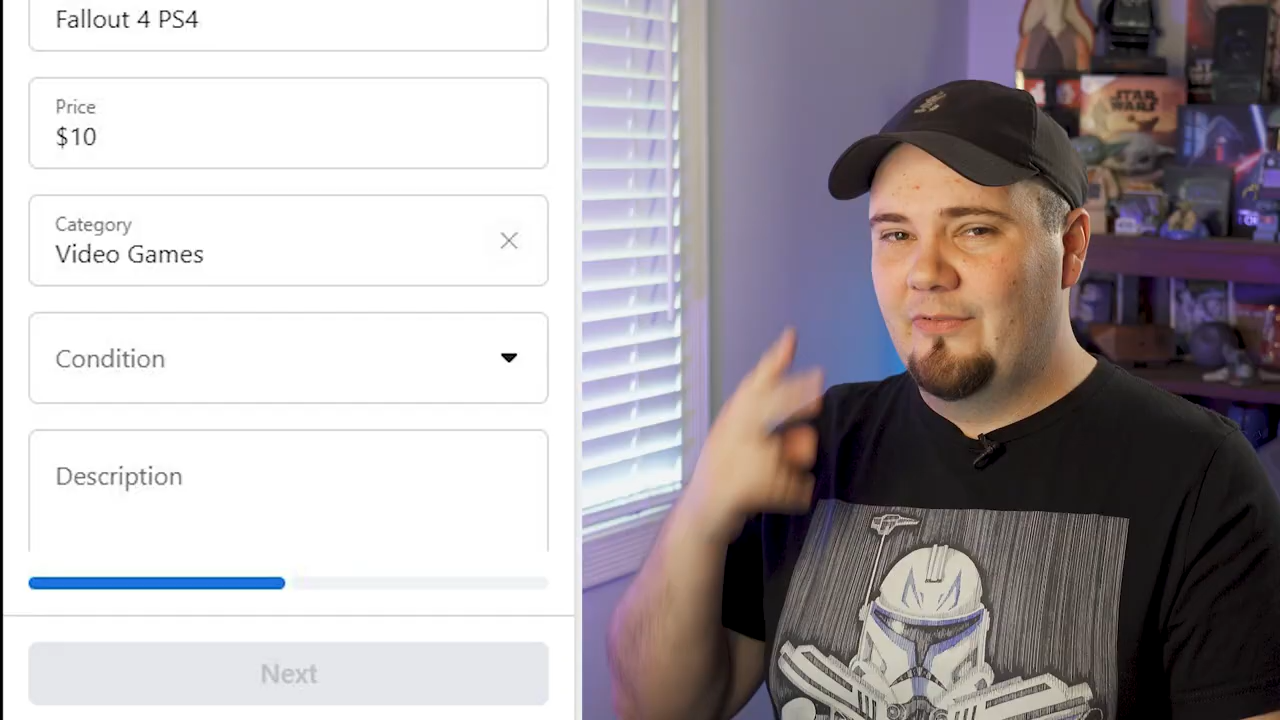 Fallout 4 PS4
Price
$10
Category
Video Games
Condition
Description
Next
STAR
WARS